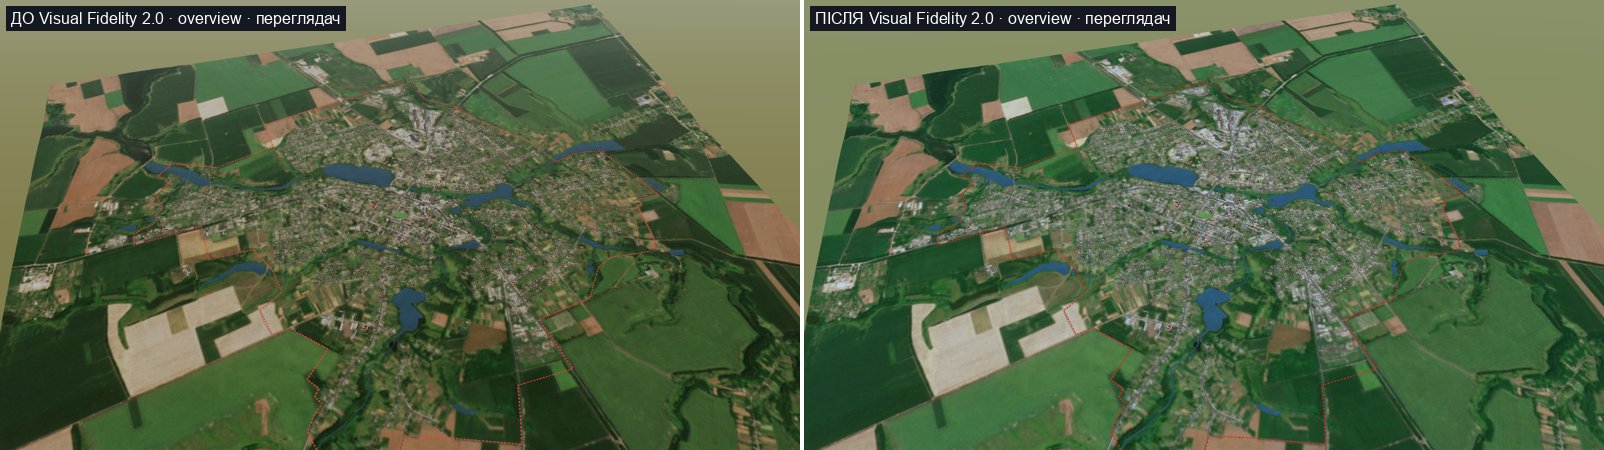 ДО Visual Fidelity 2.0 · overview · переглядач
ПІСЛЯ Visual Fidelity 2.0 · overview · переглядач